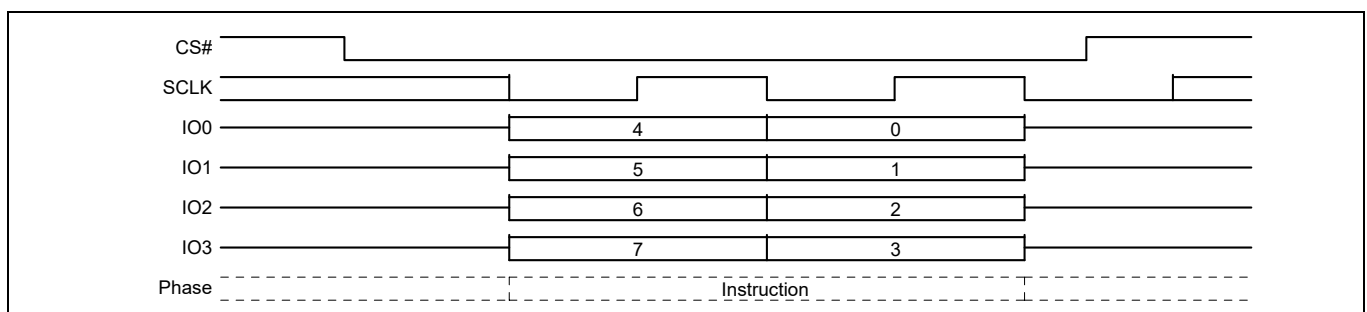 CS#
SCLK
IO0 4 0
IO1 5 1
IO2 6 2
IO3 7 3
Phase Instruction